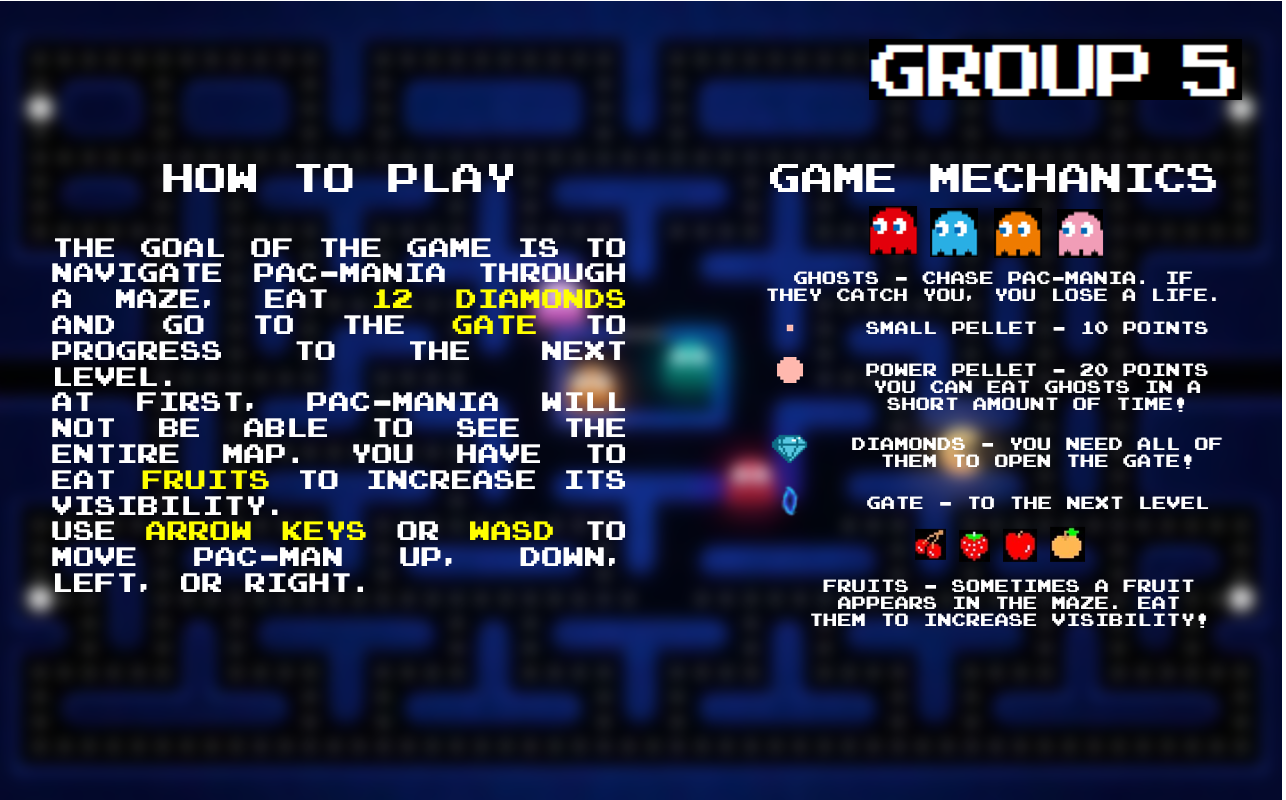 GROUP 5
HOW TO PLAY
THE GOAL OF THE GAME IS TO
NAVIGATE PAC-MANIA THROUGH
A MAZE, EAT 12 DIAMONDS
AND GO TO THE GATE TO
PROGRESS TO THE NEXT
LEVEL.
AT FIRST, PAC-MANIA WILL
NOT BE ABLE TO SEE THE
ENTIRE MAP. YOU HAVE TO
EAT FRUITS TO INCREASE ITS
VISIBILITY.
USE ARROW KEYS OR WASD TO
MOVE PAC-MAN UP, DOWN,
LEFT, OR RIGHT.
GAME MECHANICS
GHOSTS - CHASE PAC-MANIA. IF
THEY CATCH YOU, YOU LOSE A LIFE.
SMALL PELLET - 10 POINTS
POWER PELLET - 20 POINTS
YOU CAN EAT GHOSTS IN A
SHORT AMOUNT OF TIME!
DIAMONDS - YOU NEED ALL OF
THEM TO OPEN THE GATE!
GATE - TO THE NEXT LEVEL
FRUITS - SOMETIMES A FRUIT
APPEARS IN THE MAZE. EAT
THEM TO INCREASE VISIBILITY!